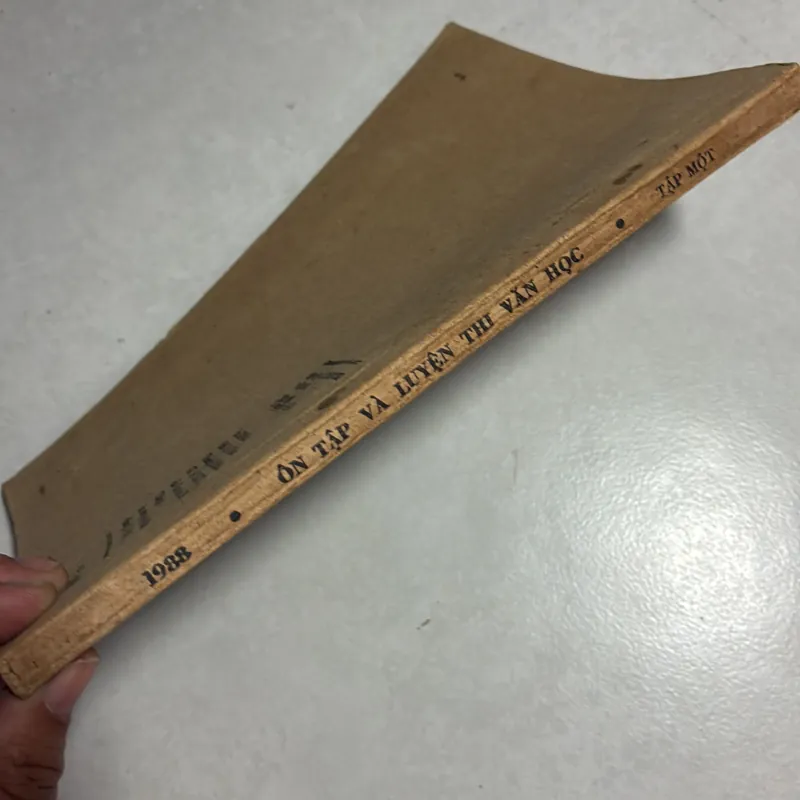 1988 • ÔN TẬP VÀ LUYỆN THI VĂN HỌC • TẬP MỘT